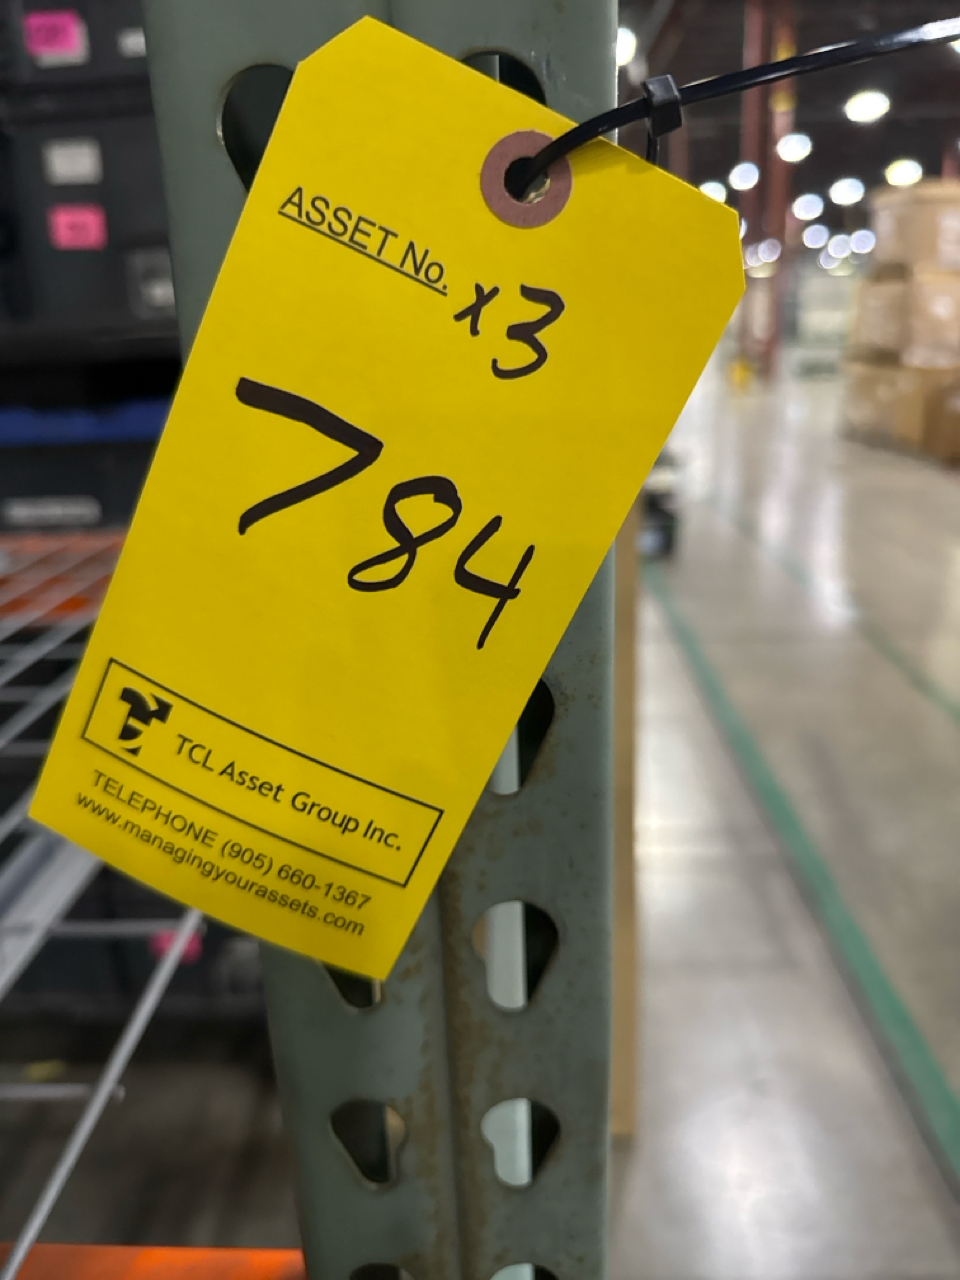 ASSET No.
x3
784
TCL Asset Group Inc.
TELEPHONE (905) 660-1367
www.managingyourassets.com